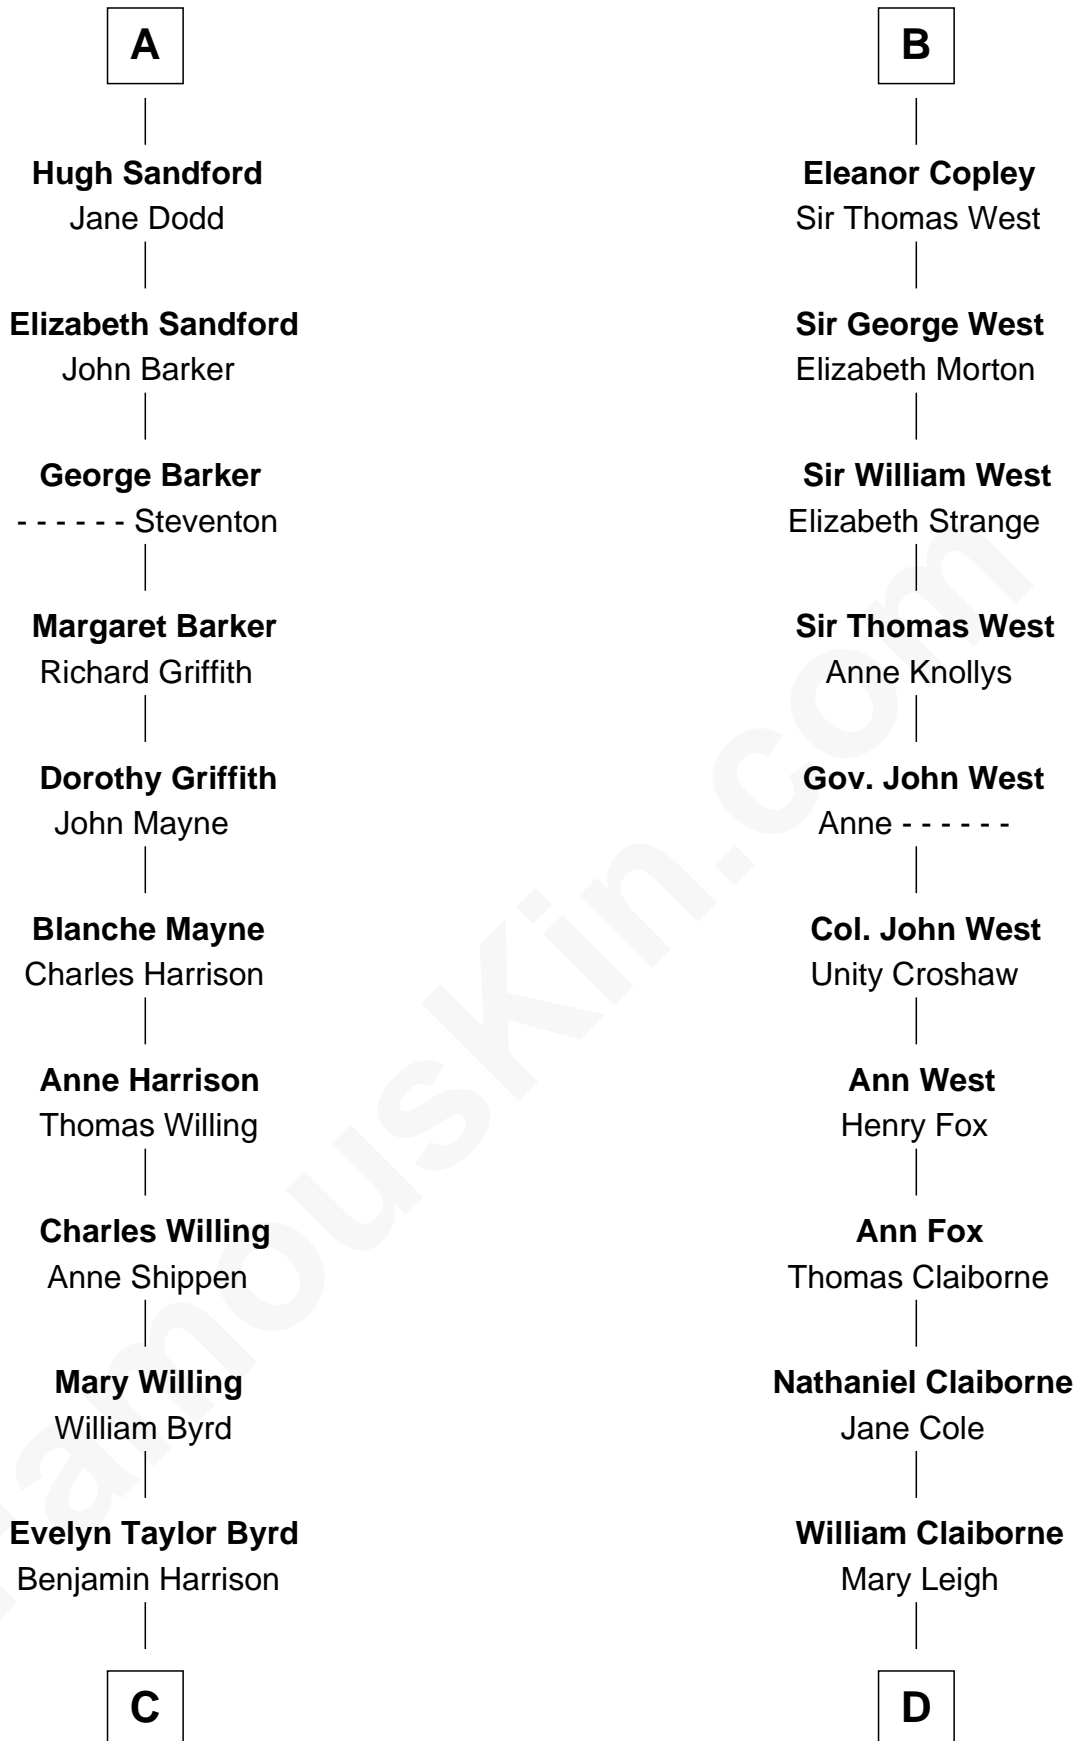 A
Hugh Sandford
Jane Dodd
Elizabeth Sandford
John Barker
George Barker
- - - - - - Steventon
Margaret Barker
Richard Griffith
Dorothy Griffith
John Mayne
Blanche Mayne
Charles Harrison
Anne Harrison
Thomas Willing
Charles Willing
Anne Shippen
Mary Willing
William Byrd
Evelyn Taylor Byrd
Benjamin Harrison
C
B
Eleanor Copley
Sir Thomas West
Sir George West
Elizabeth Morton
Sir William West
Elizabeth Strange
Sir Thomas West
Anne Knollys
Gov. John West
Anne - - - - - -
Col. John West
Unity Croshaw
Ann West
Henry Fox
Ann Fox
Thomas Claiborne
Nathaniel Claiborne
Jane Cole
William Claiborne
Mary Leigh
D
FamousKin.com